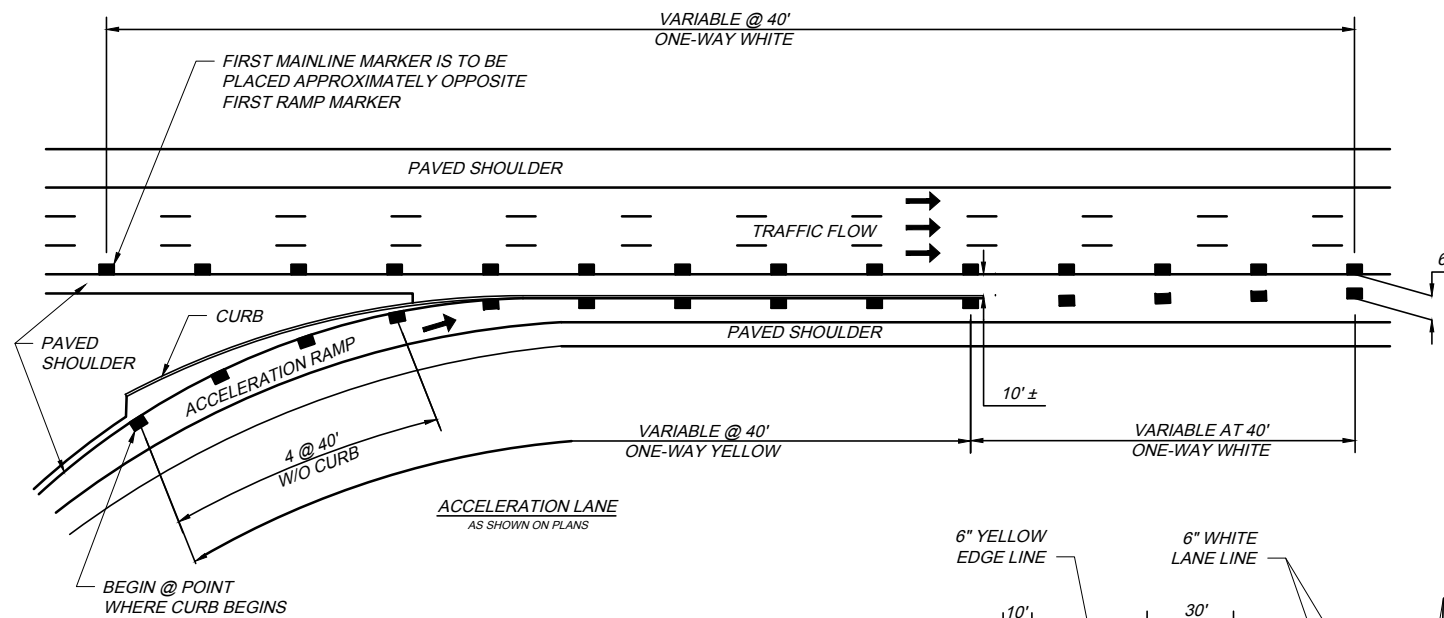 VARIABLE @ 40'
ONE-WAY WHITE
FIRST MAINLINE MARKER IS TO BE
PLACED APPROXIMATELY OPPOSITE
FIRST RAMP MARKER
PAVED SHOULDER
TRAFFIC FLOW
6
CURB
PAVED
SHOULDER
ACCELERATION RAMP
PAVED SHOULDER
10' ±
4 @ 40'
W/O CURB
VARIABLE @ 40'
ONE-WAY YELLOW
VARIABLE AT 40'
ONE-WAY WHITE
ACCELERATION LANE
AS SHOWN ON PLANS
BEGIN @ POINT
WHERE CURB BEGINS
6" YELLOW
EDGE LINE
6" WHITE
LANE LINE
10'
30'